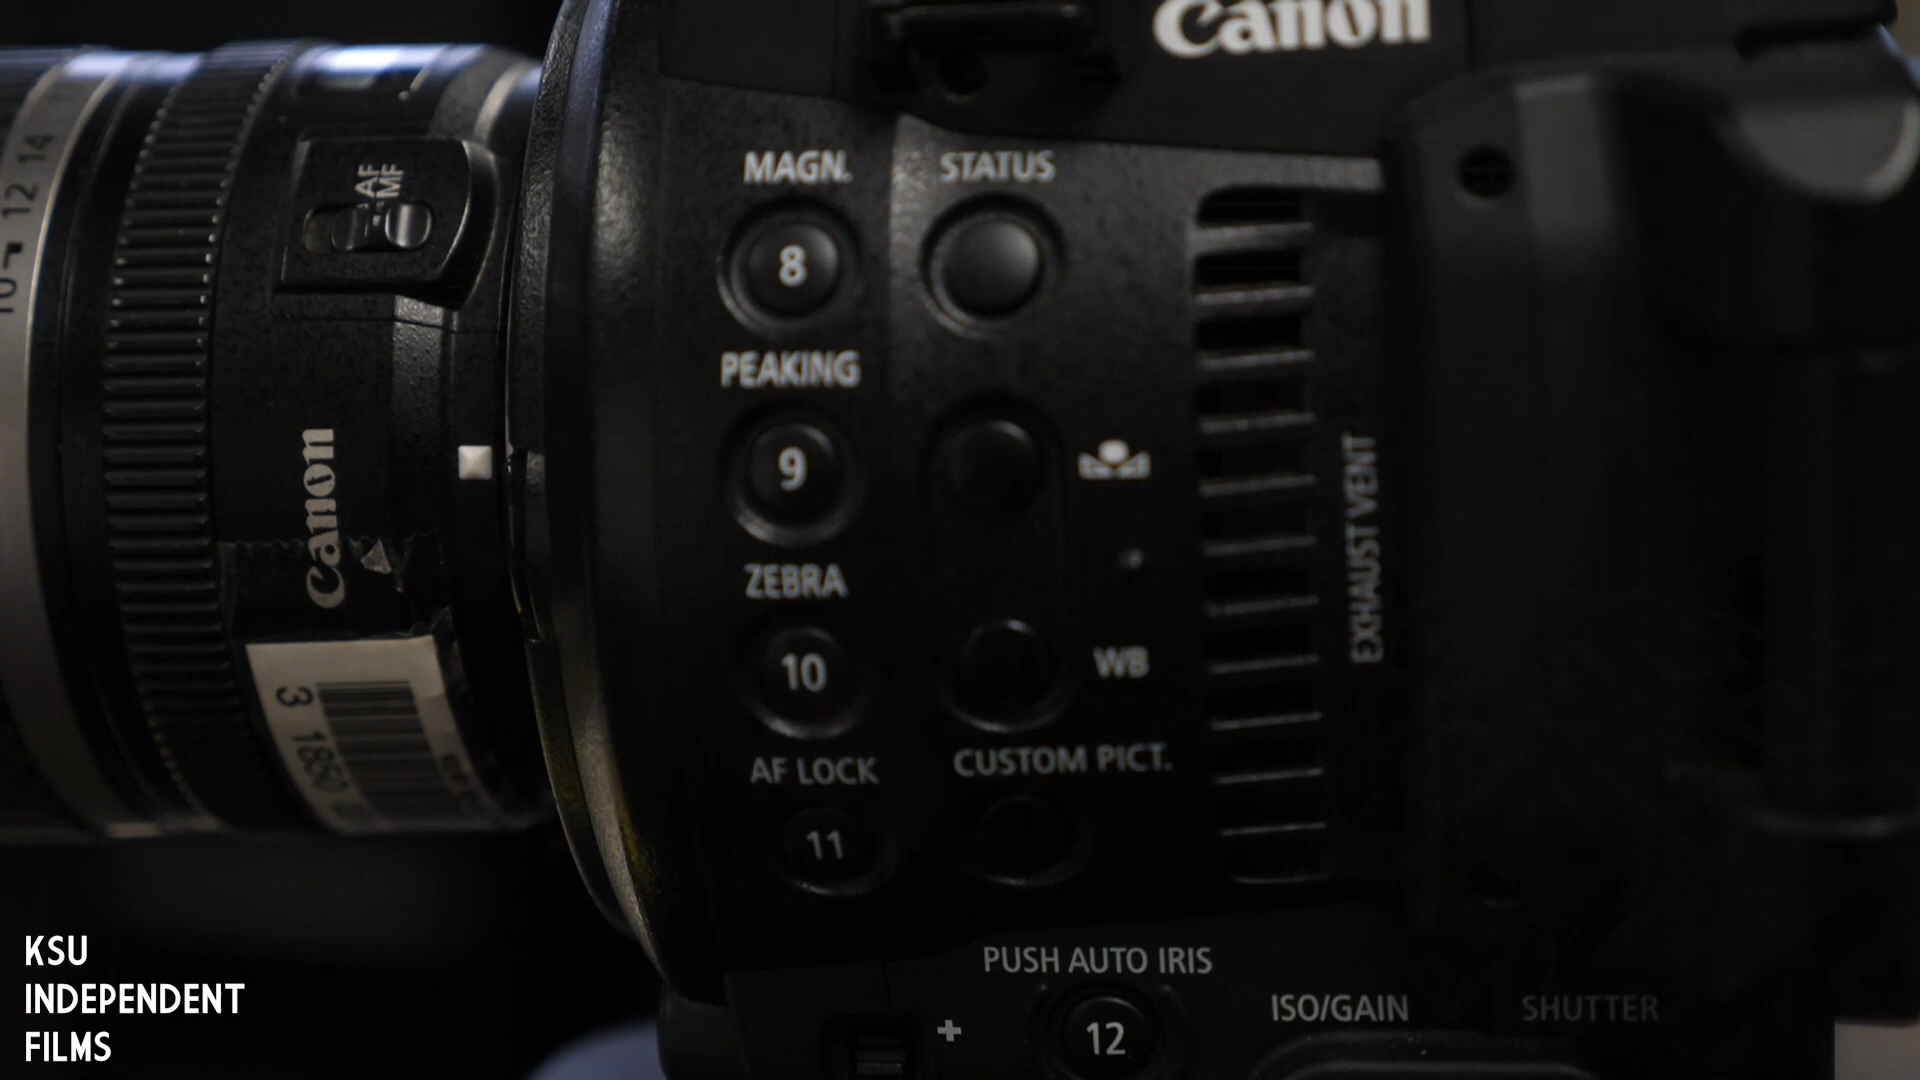 Canon
14
12
10
AF
MF
MAGN.
STATUS
8
PEAKING
9
Canon
ZEBRA
10
WB
EXHAUST VENT
3 1850
AF LOCK
CUSTOM PICT.
11
PUSH AUTO IRIS
+
12
ISO/GAIN
SHUTTER
KSU
INDEPENDENT
FILMS